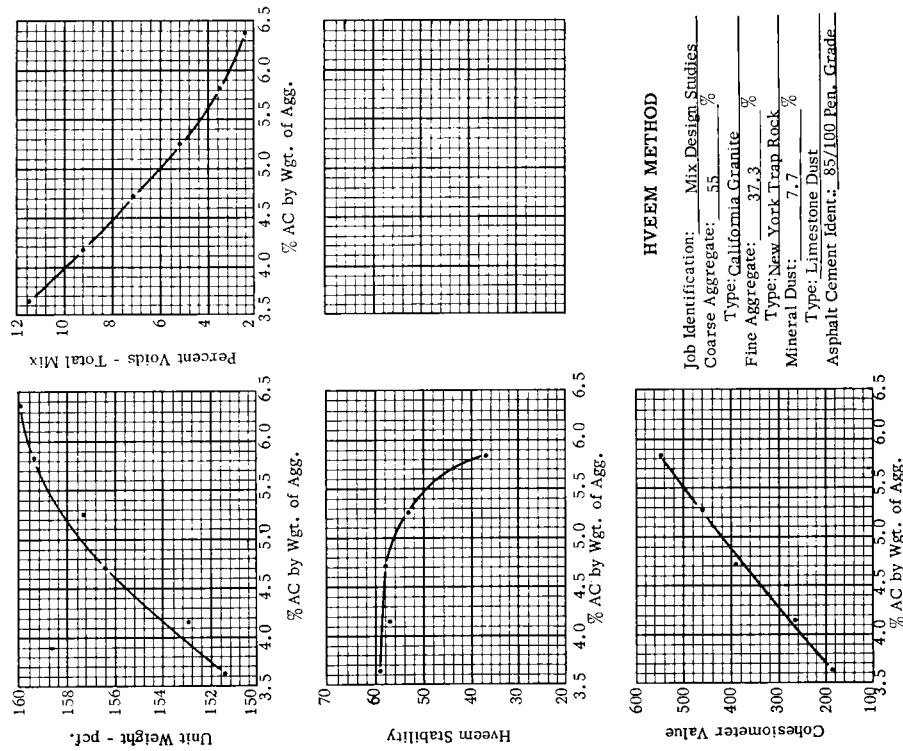 Unit Weight - pcf.
160
158
156
154
152
150
3.5 4.0 4.5 5.0 5.5 6.0 6.5
% AC by Wgt. of Agg.
Percent Voids - Total Mix
12
10
8
6
4
2
3.5 4.0 4.5 5.0 5.5 6.0 6.5
% AC by Wgt. of Agg.
Hveem Stability
70
60
50
40
30
20
3.5 4.0 4.5 5.0 5.5 6.0 6.5
% AC by Wgt. of Agg.
Cohesiometer Value
600
500
400
300
200
100
3.5 4.0 4.5 5.0 5.5 6.0 6.5
% AC by Wgt. of Agg.
HVEEM METHOD
Job Identification: Mix Design Studies
Coarse Aggregate: 55 %
Type: California Granite
Fine Aggregate: 37.3 %
Type: New York Trap Rock
Mineral Dust: 7.7 %
Type: Limestone Dust
Asphalt Cement Ident.: 85/100 Pen. Grade